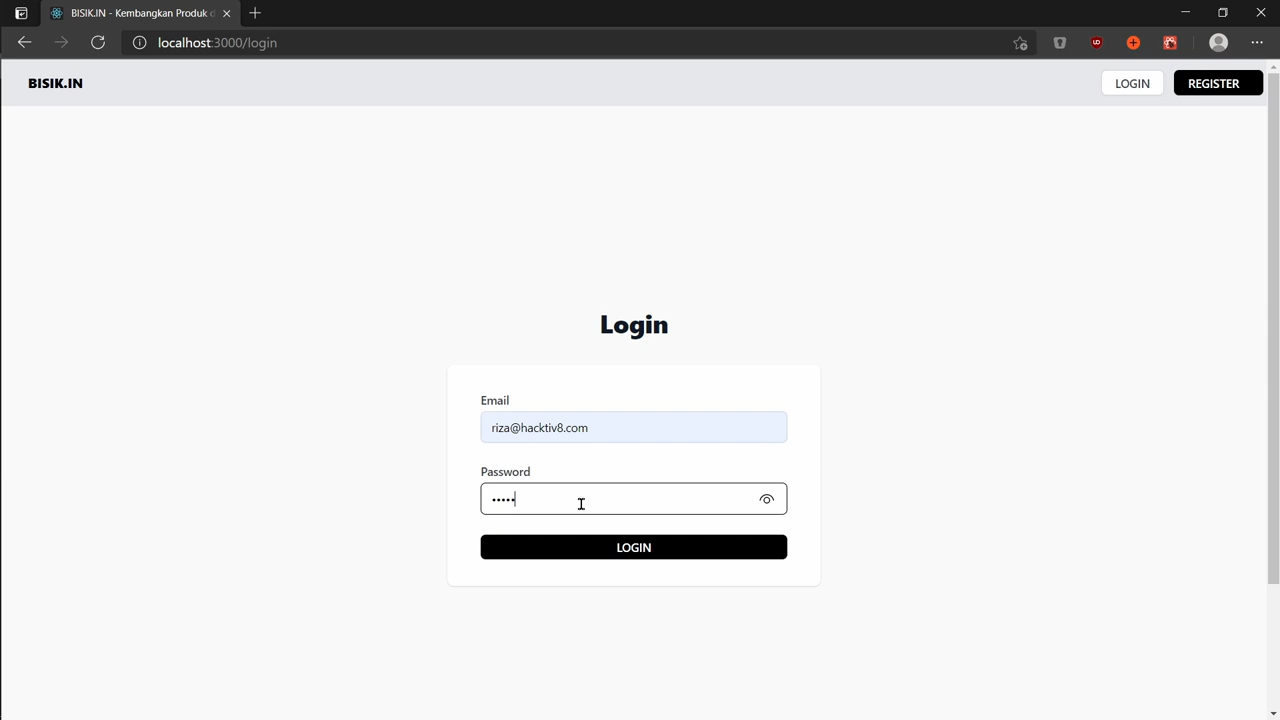 BISIK.IN - Kembangkan Produk d
localhost:3000/login
BISIK.IN
LOGIN
REGISTER
Login
Email
riza@hacktiv8.com
Password
•••••
LOGIN